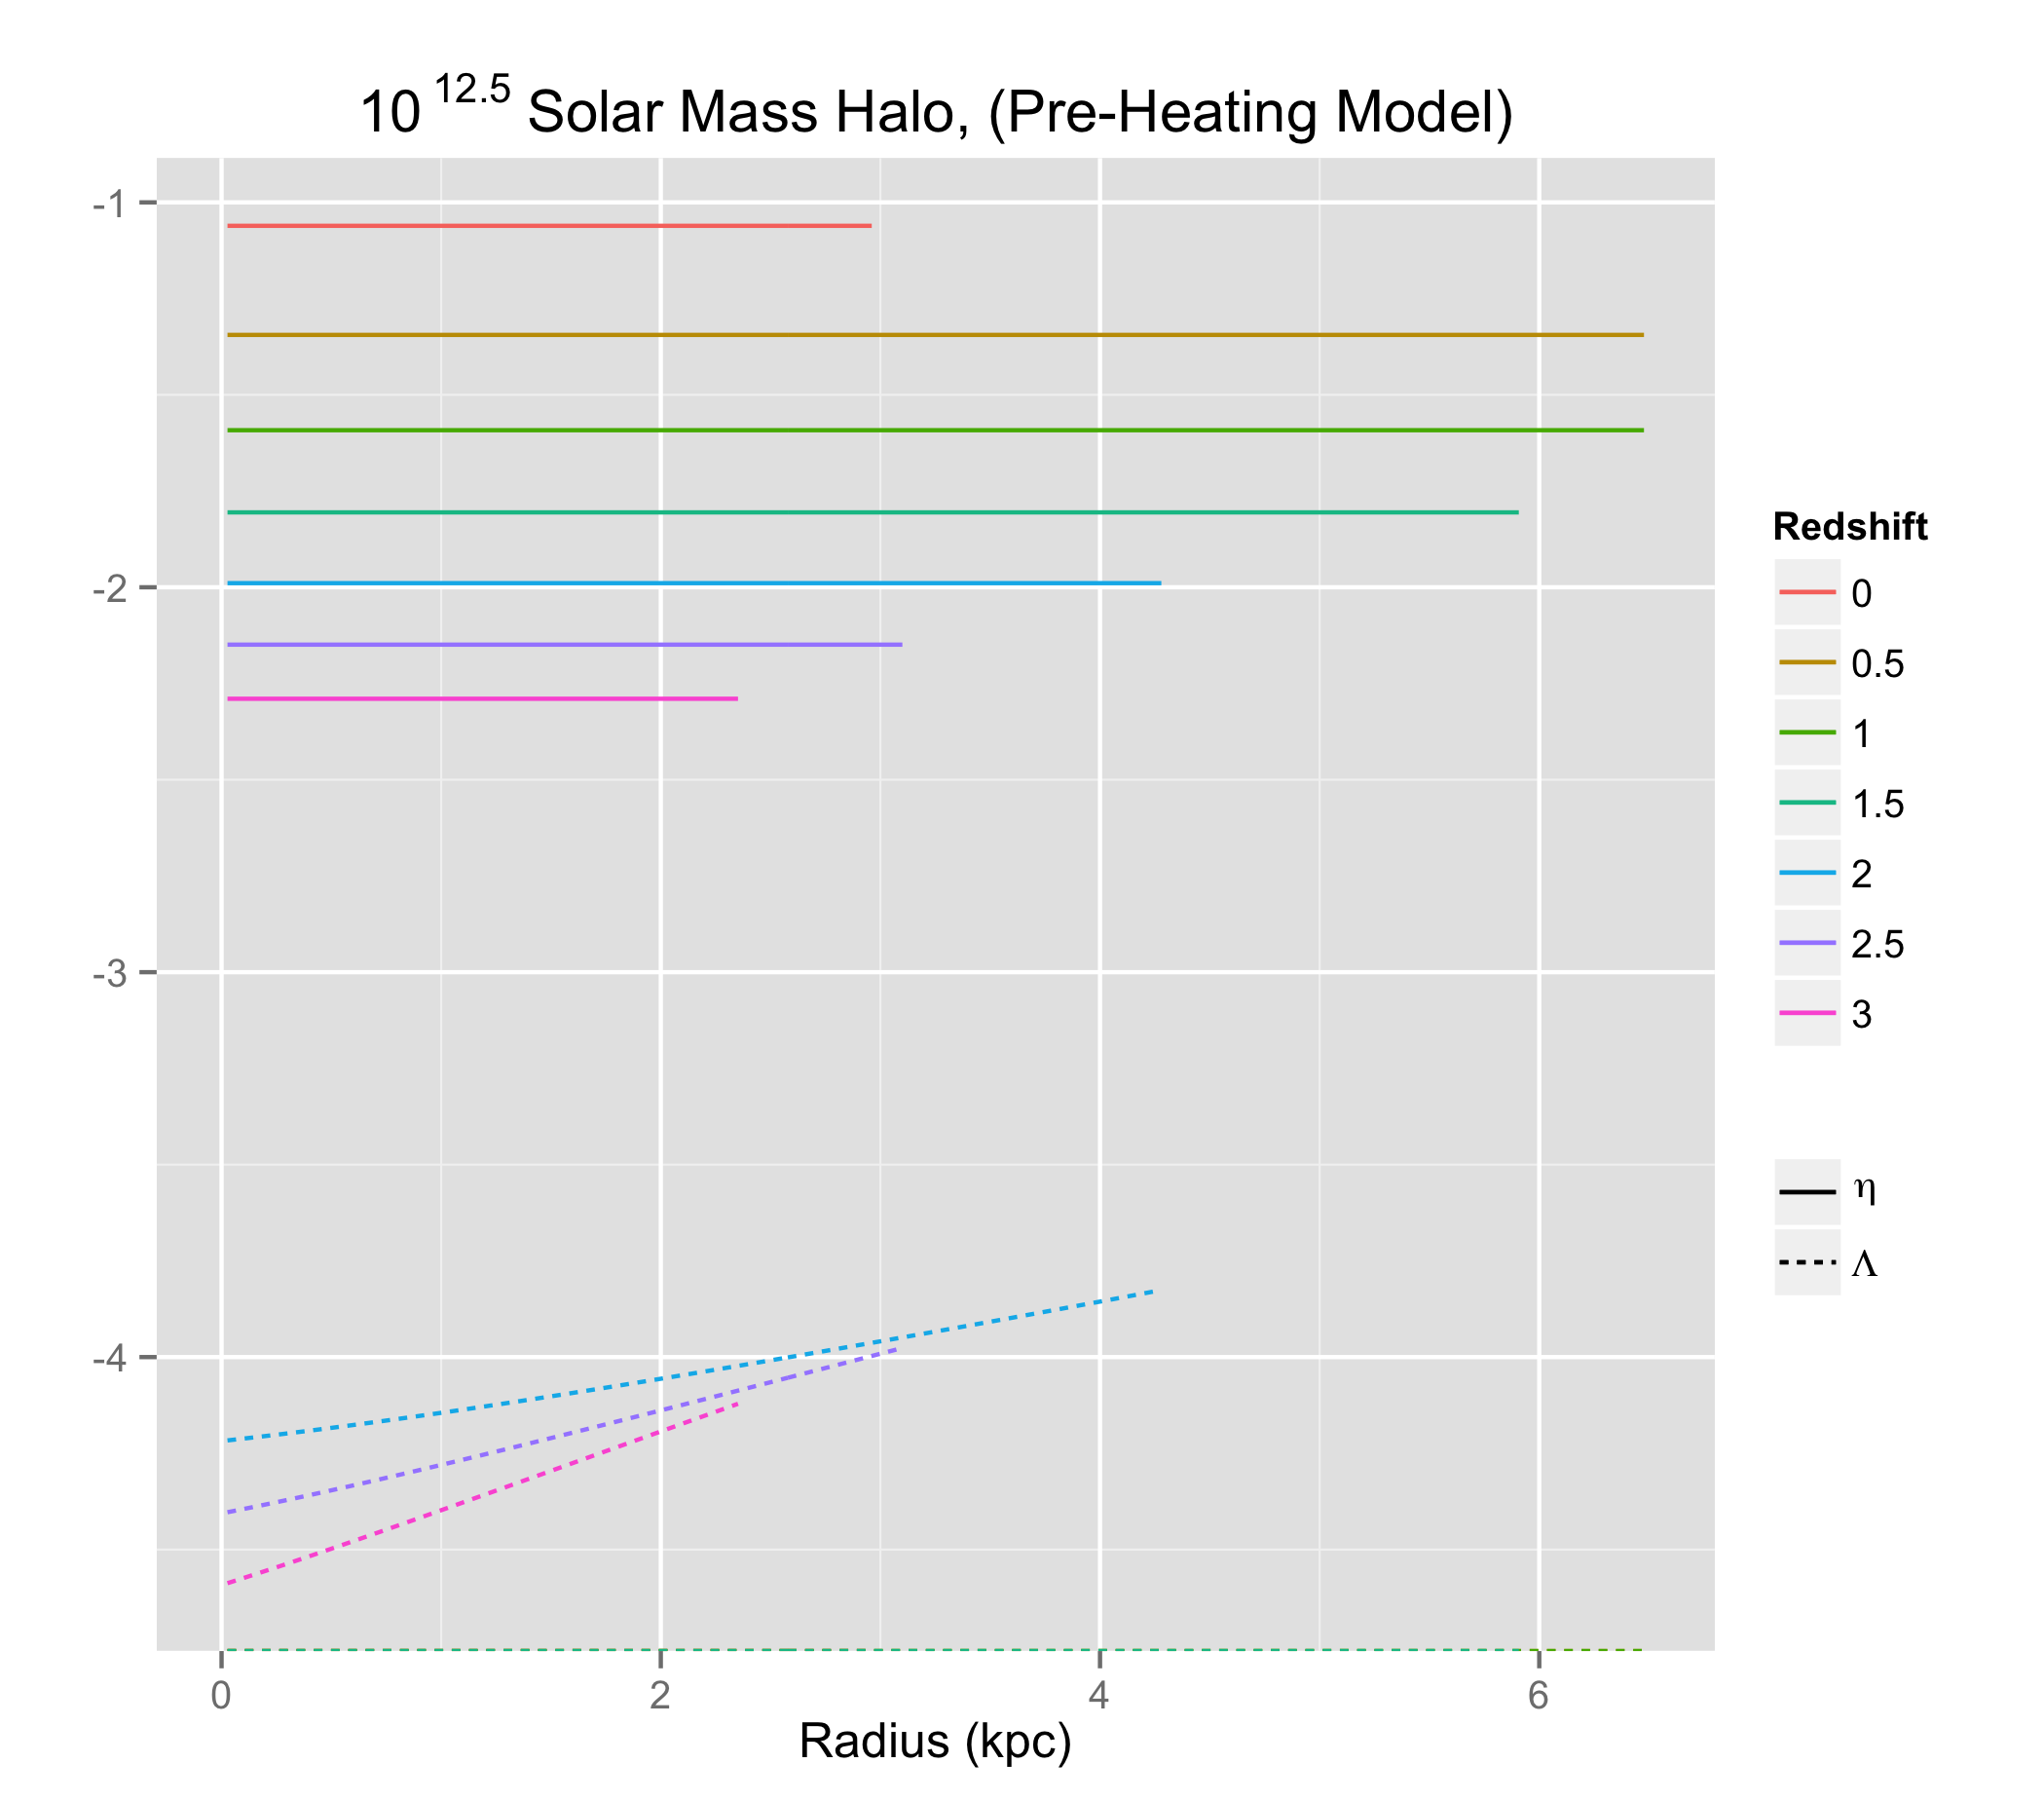 10^12.5 Solar Mass Halo, (Pre-Heating Model)
-1
-2
-3
-4
0 2 4 6
Radius (kpc)
Redshift
0
0.5
1
1.5
2
2.5
3
η
Λ